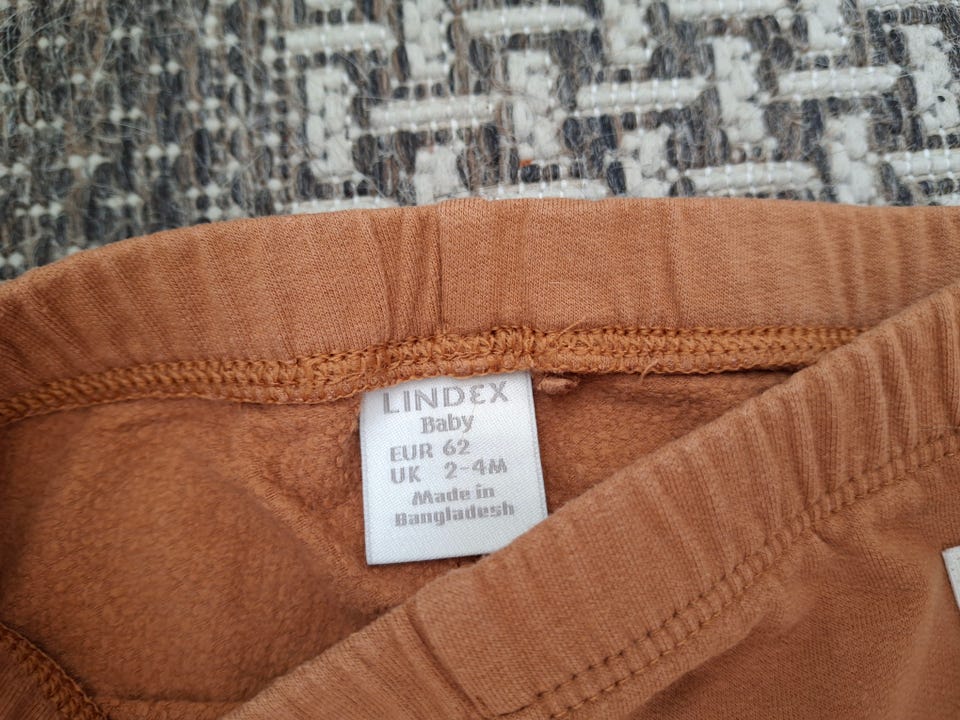 LINDEX
Baby
EUR 62
UK 2-4M
Made in
Bangladesh